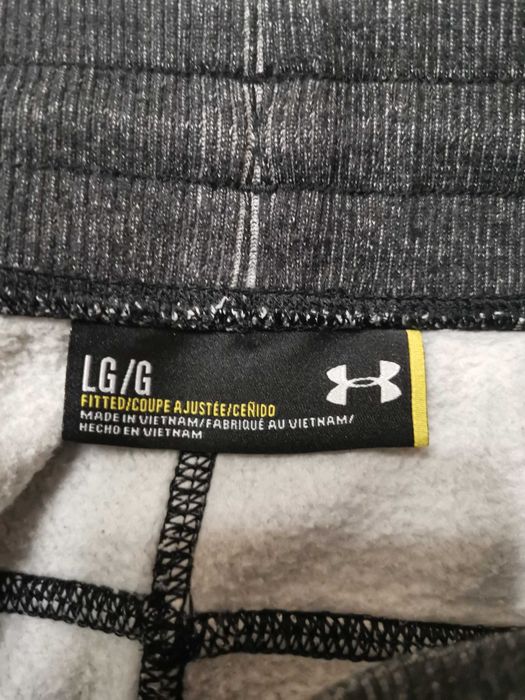 LG/G
FITTED/COUPE AJUSTÉE/CEÑIDO
MADE IN VIETNAM/FABRIQUÉ AU VIETNAM/
HECHO EN VIETNAM